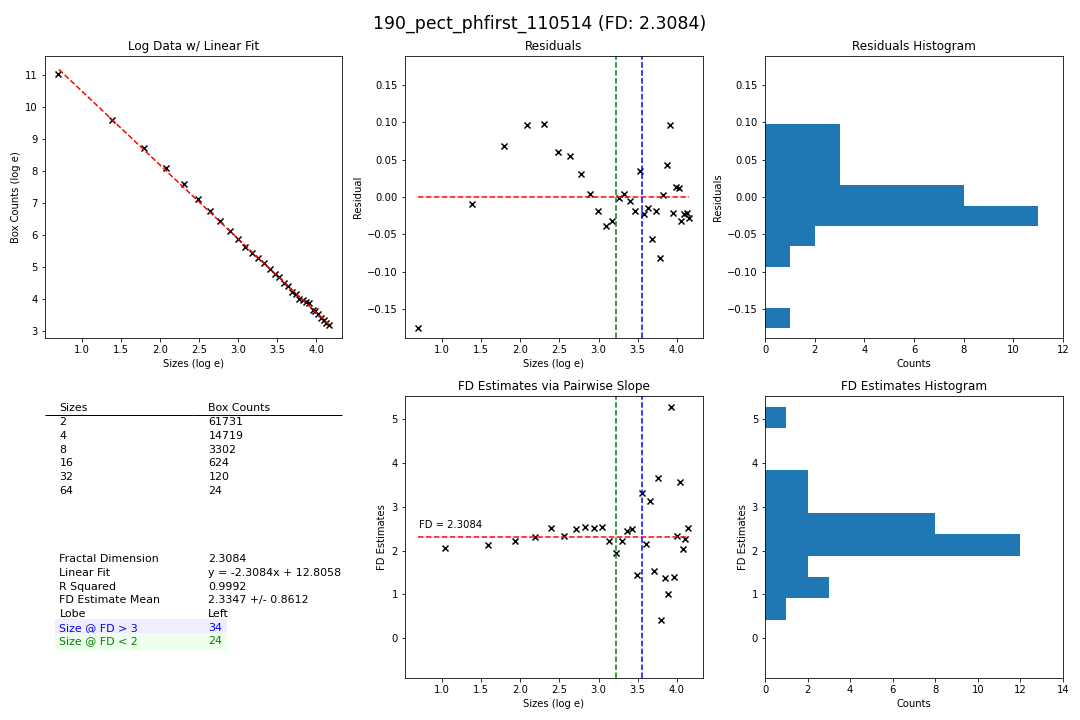 190_pect_phfirst_110514 (FD: 2.3084)
Log Data w/ Linear Fit
Box Counts (log e)
11
10
9
8
7
6
5
4
3
1.0 1.5 2.0 2.5 3.0 3.5 4.0
Sizes (log e)
Residuals
Residual
0.15
0.10
0.05
0.00
−0.05
−0.10
−0.15
1.0 1.5 2.0 2.5 3.0 3.5 4.0
Sizes (log e)
Residuals Histogram
Residuals
0.15
0.10
0.05
0.00
−0.05
−0.10
−0.15
0 2 4 6 8 10 12
Counts
Sizes Box Counts
2 61731
4 14719
8 3302
16 624
32 120
64 24
Fractal Dimension 2.3084
Linear Fit y = -2.3084x + 12.8058
R Squared 0.9992
FD Estimate Mean 2.3347 +/- 0.8612
Lobe Left
Size @ FD > 3 34
Size @ FD < 2 24
FD Estimates via Pairwise Slope
FD Estimates
5
4
3
2
1
0
FD = 2.3084
1.0 1.5 2.0 2.5 3.0 3.5 4.0
Sizes (log e)
FD Estimates Histogram
FD Estimates
5
4
3
2
1
0
0 2 4 6 8 10 12 14
Counts